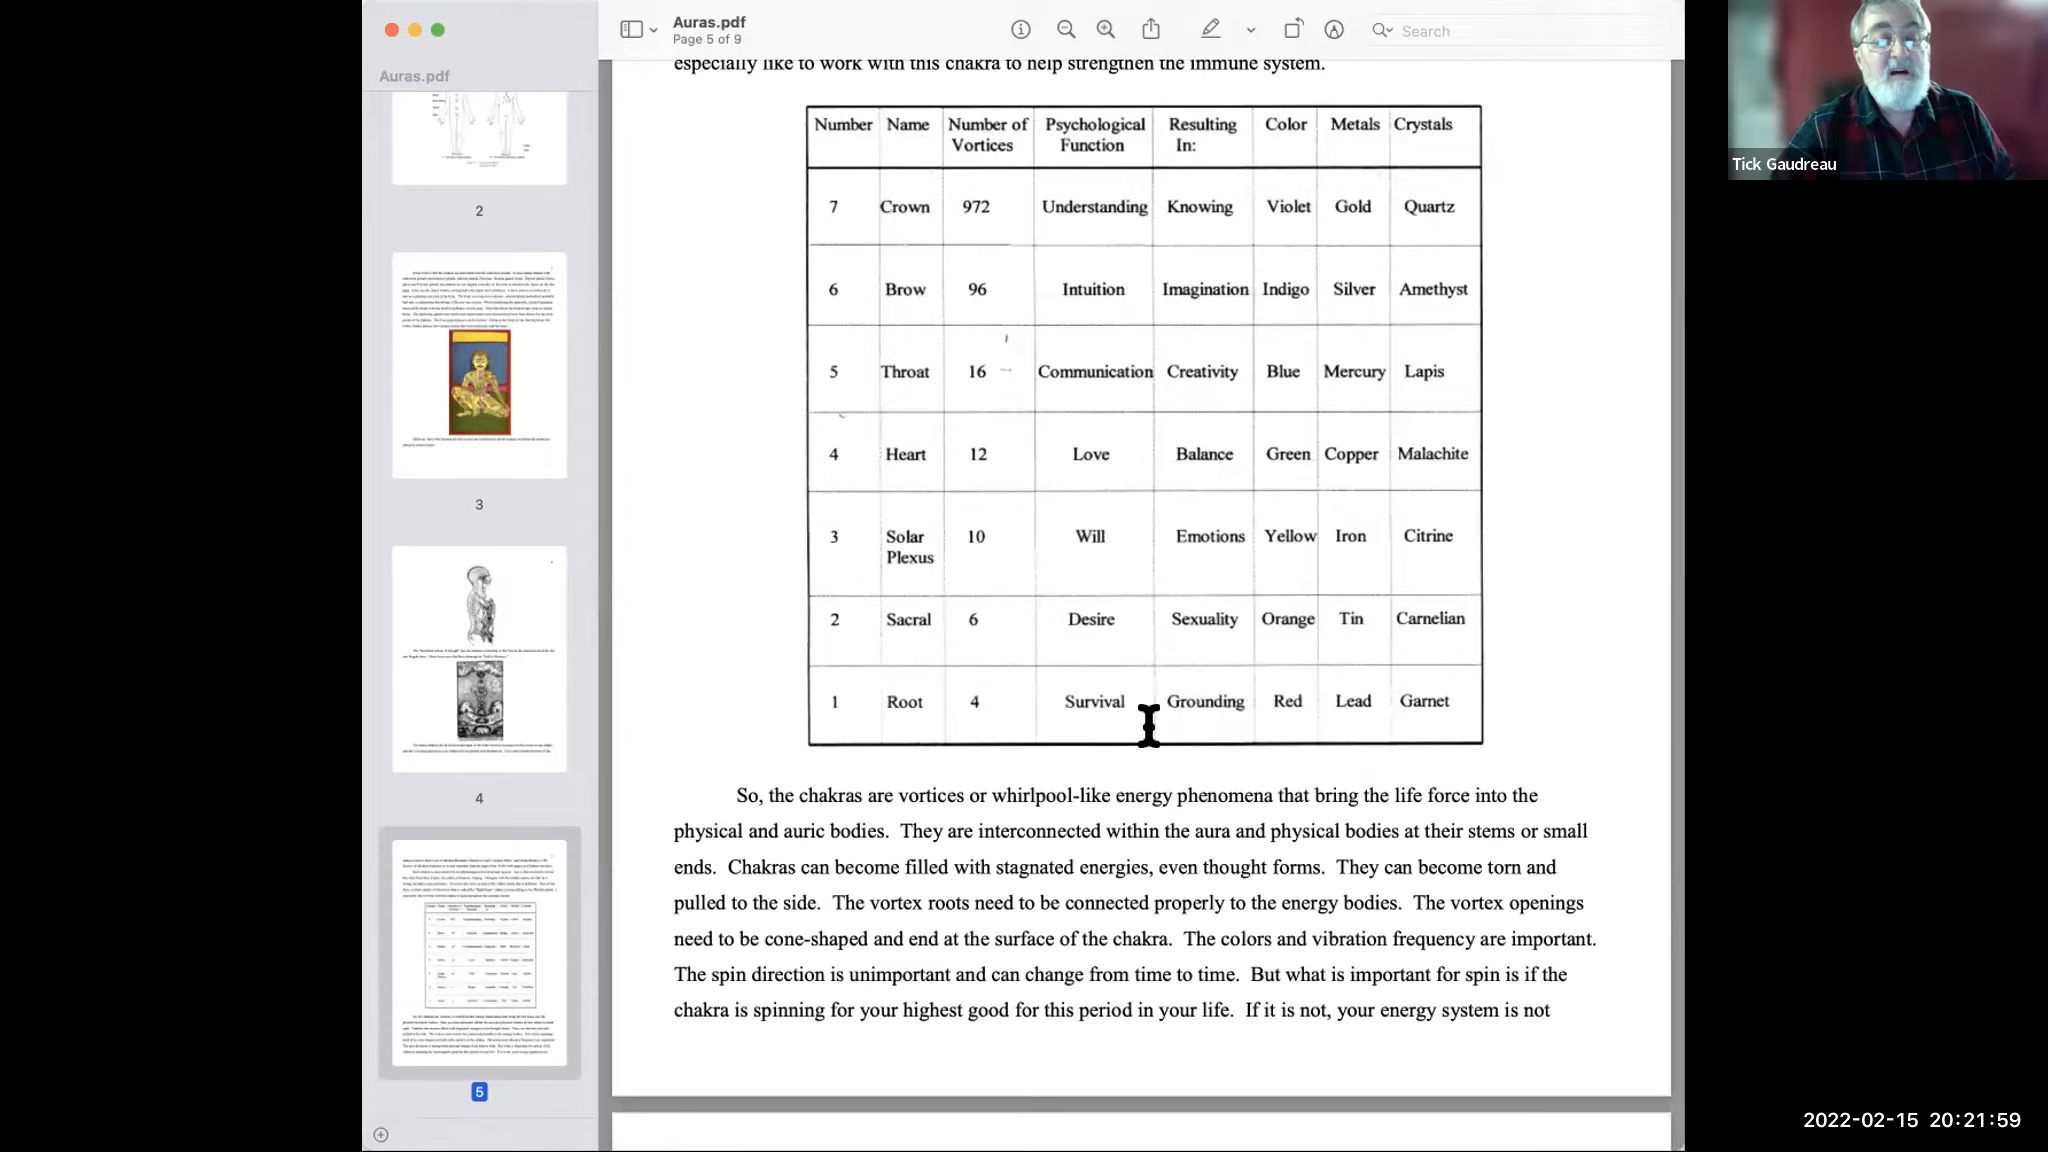 Auras.pdf
Page 5 of 9
Search
Auras.pdf
2
3
4
5
especially like to work with this chakra to help strengthen the immune system.
Number Name Number of Vortices Psychological Function Resulting In: Color Metals Crystals
7 Crown 972 Understanding Knowing Violet Gold Quartz
6 Brow 96 Intuition Imagination Indigo Silver Amethyst
5 Throat 16 Communication Creativity Blue Mercury Lapis
4 Heart 12 Love Balance Green Copper Malachite
3 Solar Plexus 10 Will Emotions Yellow Iron Citrine
2 Sacral 6 Desire Sexuality Orange Tin Carnelian
1 Root 4 Survival Grounding Red Lead Garnet
So, the chakras are vortices or whirlpool-like energy phenomena that bring the life force into the
physical and auric bodies. They are interconnected within the aura and physical bodies at their stems or small
ends. Chakras can become filled with stagnated energies, even thought forms. They can become torn and
pulled to the side. The vortex roots need to be connected properly to the energy bodies. The vortex openings
need to be cone-shaped and end at the surface of the chakra. The colors and vibration frequency are important.
The spin direction is unimportant and can change from time to time. But what is important for spin is if the
chakra is spinning for your highest good for this period in your life. If it is not, your energy system is not
Tick Gaudreau
2022-02-15 20:21:59